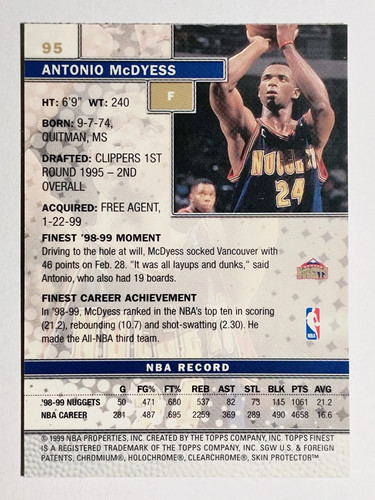 95
ANTONIO McDYESS
F
HT: 6'9" WT: 240
BORN: 9-7-74,
QUITMAN, MS
DRAFTED: CLIPPERS 1ST
ROUND 1995 – 2ND
OVERALL
ACQUIRED: FREE AGENT,
1-22-99
NUGGETS
24
FINEST '98-99 MOMENT
Driving to the hole at will, McDyess socked Vancouver with
46 points on Feb. 28. "It was all layups and dunks," said
Antonio, who also had 19 boards.
FINEST CAREER ACHIEVEMENT
In '98-99, McDyess ranked in the NBA's top ten in scoring
(21.2), rebounding (10.7) and shot-swatting (2.30). He
made the All-NBA third team.
NBA RECORD
G FG% FT% REB AST STL BLK PTS AVG
'98-99 NUGGETS 50 .471 .680 537 82 73 115 1061 21.2
NBA CAREER 281 .487 .695 2259 369 289 490 4658 16.6
© 1999 NBA PROPERTIES, INC. CREATED BY THE TOPPS COMPANY, INC. TOPPS FINEST
IS A REGISTERED TRADEMARK OF THE TOPPS COMPANY, INC. SGW U.S. & FOREIGN
PATENTS, CHROMIUM®, HOLOCHROME®, CLEARCHROME®, SKIN PROTECTOR™.